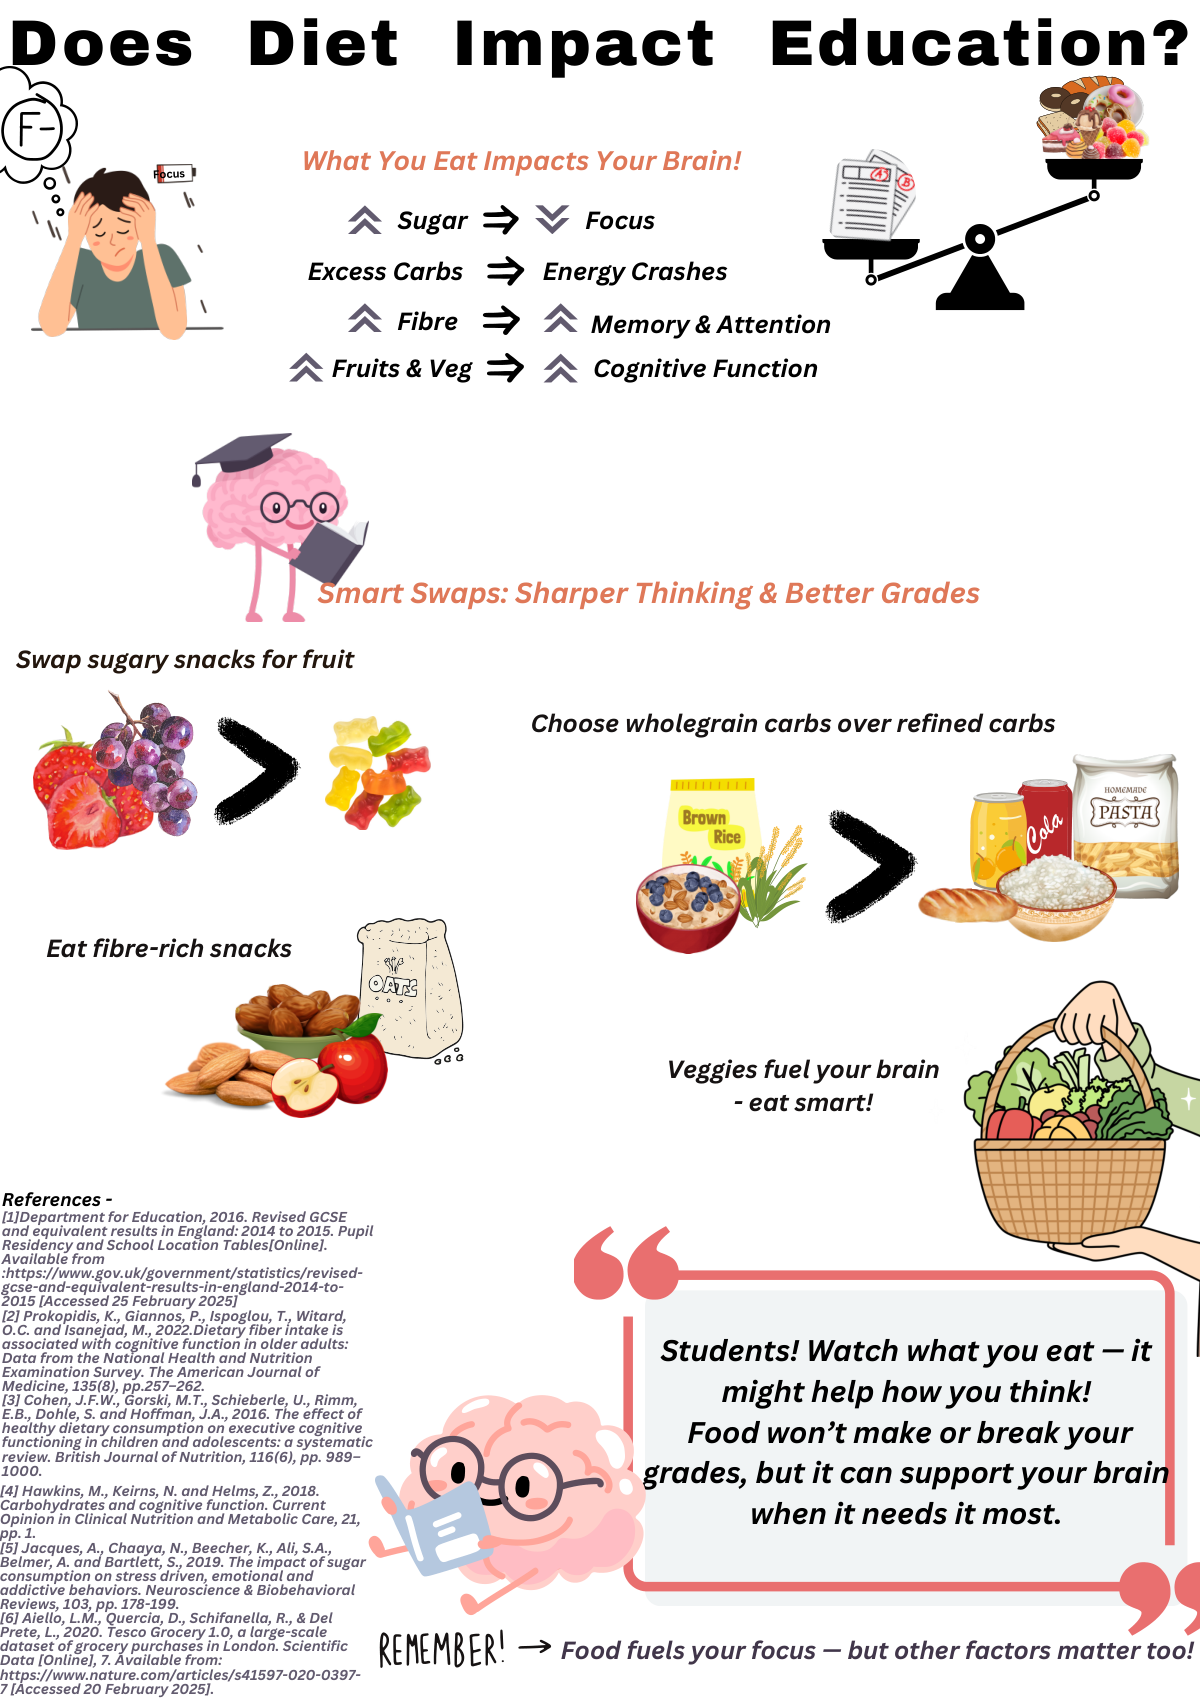 Does Diet Impact Education?
F-
Focus
What You Eat Impacts Your Brain!
Sugar
Focus
Excess Carbs
Energy Crashes
Fibre
Memory & Attention
Fruits & Veg
Cognitive Function
A+
B
Smart Swaps: Sharper Thinking & Better Grades
Swap sugary snacks for fruit
Choose wholegrain carbs over refined carbs
Brown
Rice
Cola
HOMEMADE
PASTA
Eat fibre-rich snacks
OATS
Veggies fuel your brain
- eat smart!
References -
[1]Department for Education, 2016. Revised GCSE
and equivalent results in England: 2014 to 2015. Pupil
Residency and School Location Tables[Online].
Available from
:https://www.gov.uk/government/statistics/revised-
gcse-and-equivalent-results-in-england-2014-to-
2015 [Accessed 25 February 2025]
[2] Prokopidis, K., Giannos, P., Ispoglou, T., Witard,
O.C. and Isanejad, M., 2022.Dietary fiber intake is
associated with cognitive function in older adults:
Data from the National Health and Nutrition
Examination Survey. The American Journal of
Medicine, 135(8), pp.257–262.
[3] Cohen, J.F.W., Gorski, M.T., Schieberle, U., Rimm,
E.B., Dohle, S. and Hoffman, J.A., 2016. The effect of
healthy dietary consumption on executive cognitive
functioning in children and adolescents: a systematic
review. British Journal of Nutrition, 116(6), pp. 989–
1000.
[4] Hawkins, M., Keirns, N. and Helms, Z., 2018.
Carbohydrates and cognitive function. Current
Opinion in Clinical Nutrition and Metabolic Care, 21,
pp. 1.
[5] Jacques, A., Chaaya, N., Beecher, K., Ali, S.A.,
Belmer, A. and Bartlett, S., 2019. The impact of sugar
consumption on stress driven, emotional and
addictive behaviors. Neuroscience & Biobehavioral
Reviews, 103, pp. 178-199.
[6] Aiello, L.M., Quercia, D., Schifanella, R., & Del
Prete, L., 2020. Tesco Grocery 1.0, a large-scale
dataset of grocery purchases in London. Scientific
Data [Online], 7. Available from:
https://www.nature.com/articles/s41597-020-0397-
7 [Accessed 20 February 2025].
Students! Watch what you eat — it
might help how you think!
Food won’t make or break your
grades, but it can support your brain
when it needs it most.
REMEMBER!
Food fuels your focus — but other factors matter too!